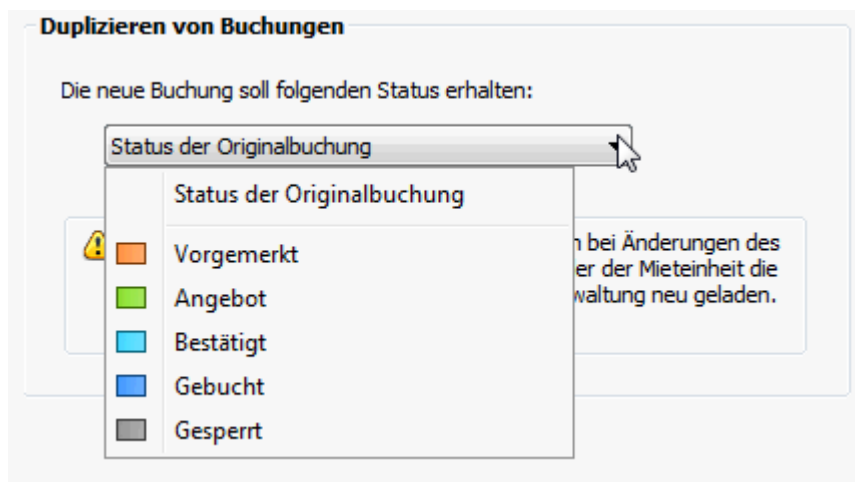 Duplizieren von Buchungen
Die neue Buchung soll folgenden Status erhalten:
Status der Originalbuchung
Status der Originalbuchung
Vorgemerkt
Angebot
Bestätigt
Gebucht
Gesperrt
bei Änderungen des
der Mieteinheit die
neu geladen.